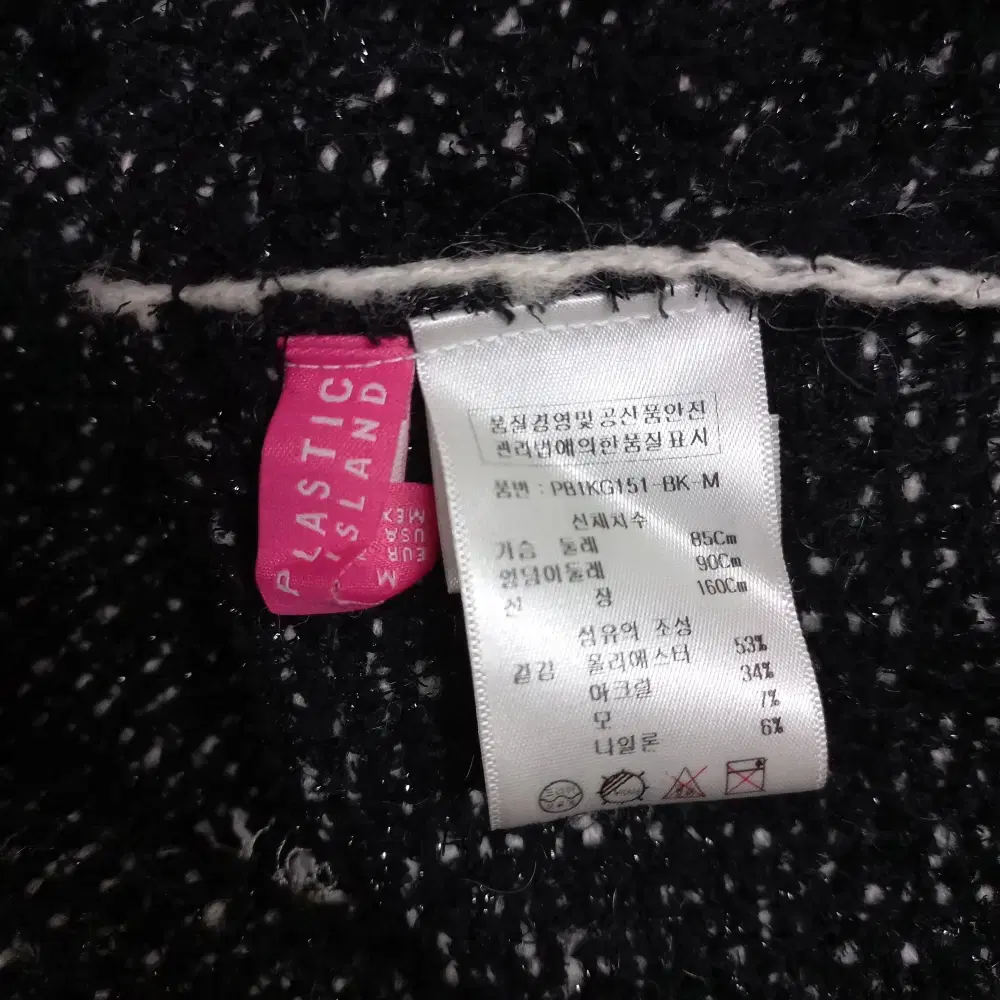 PLASTIC
ISLAND
EUR
USA
MEX
M
품질경영및공산품안전
관리법에의한품질표시
품번 : PB1KG151-BK-M
신체치수
가슴 둘레 85Cm
엉덩이둘레 90Cm
신 장 160Cm
섬유의 조성
겉감 폴리에스터 53%
아크릴 34%
모 7%
나일론 6%
드라이